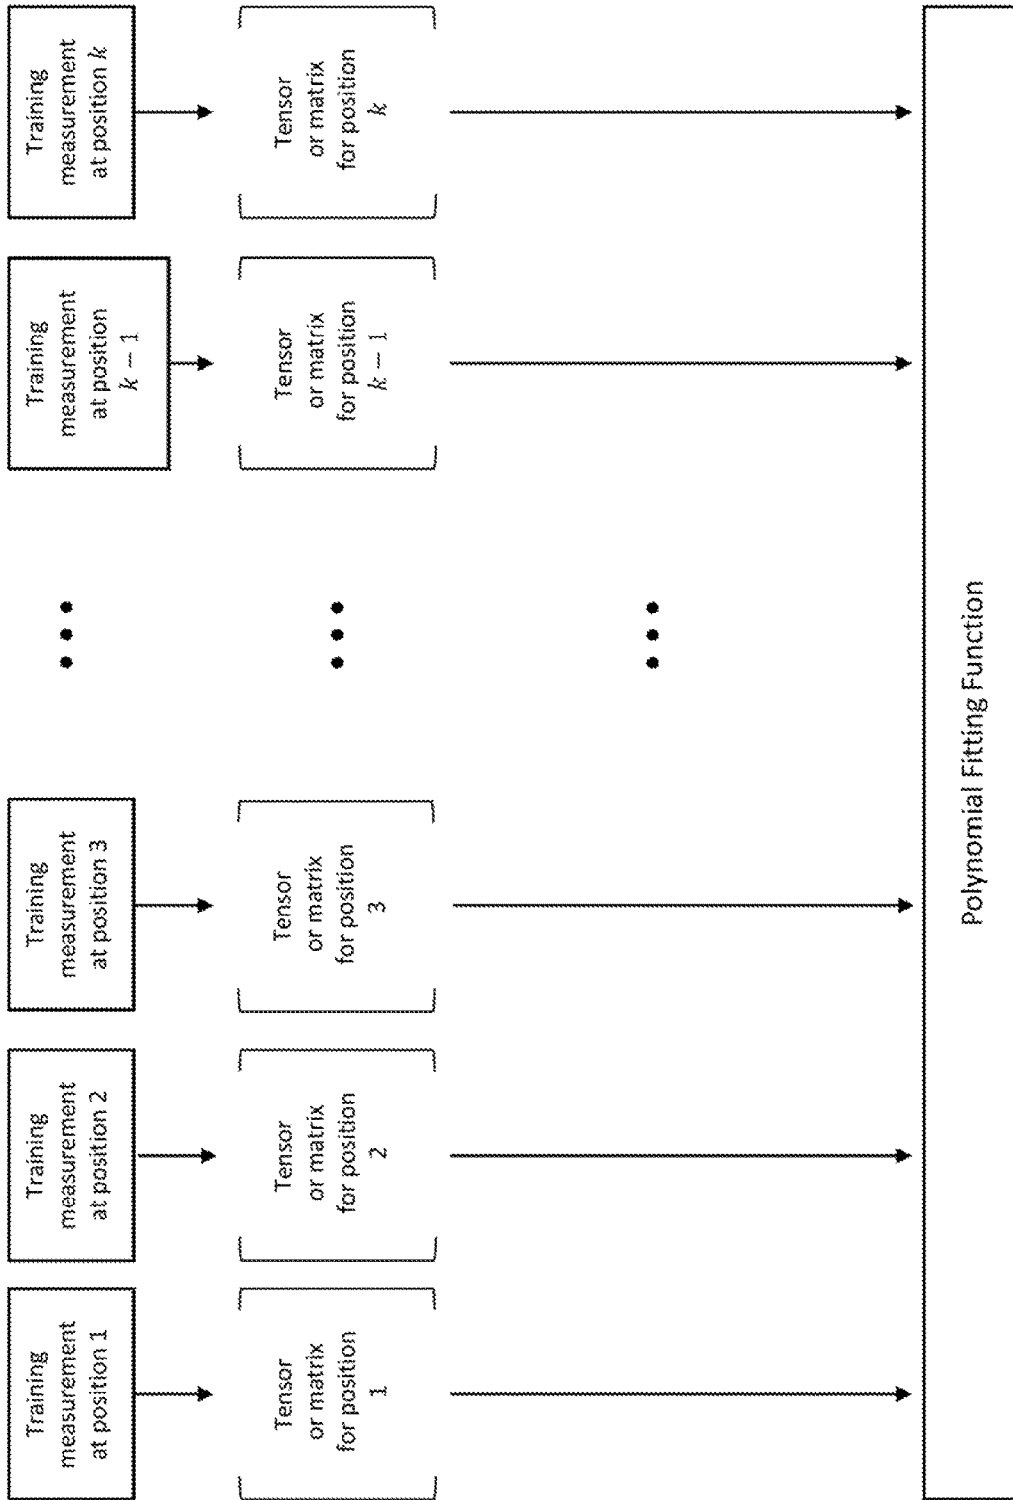 Training
measurement
at position 1
Training
measurement
at position 2
Training
measurement
at position 3
Training
measurement
at position
k − 1
Training
measurement
at position k
Tensor
or matrix
for position
1
Tensor
or matrix
for position
2
Tensor
or matrix
for position
3
Tensor
or matrix
for position
k − 1
Tensor
or matrix
for position
k
Polynomial Fitting Function